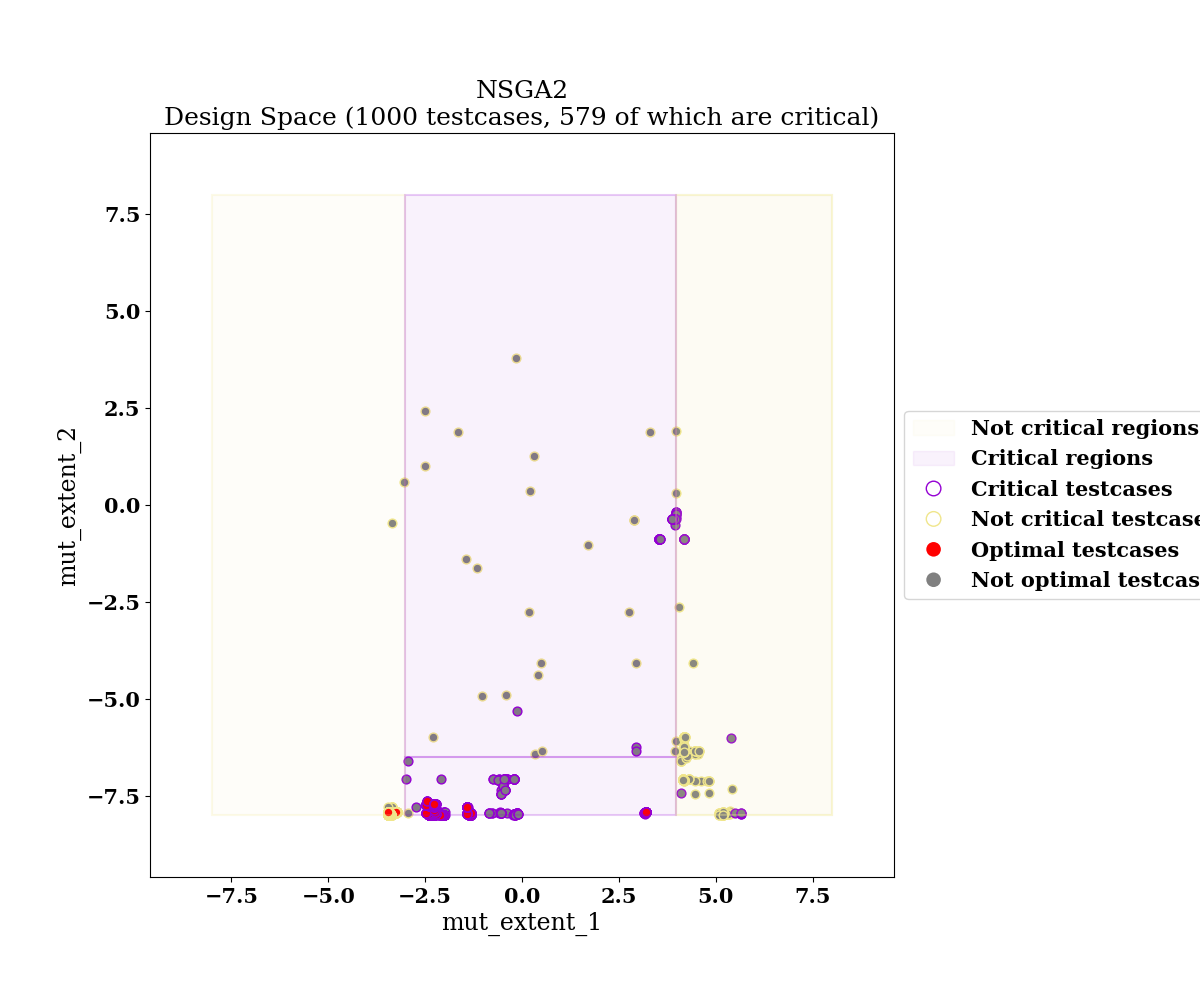 NSGA2
Design Space (1000 testcases, 579 of which are critical)
7.5
5.0
2.5
0.0
−2.5
−5.0
−7.5
mut_extent_2
−7.5 −5.0 −2.5 0.0 2.5 5.0 7.5
mut_extent_1
Not critical regions
Critical regions
Critical testcases
Not critical testcase
Optimal testcases
Not optimal testcas